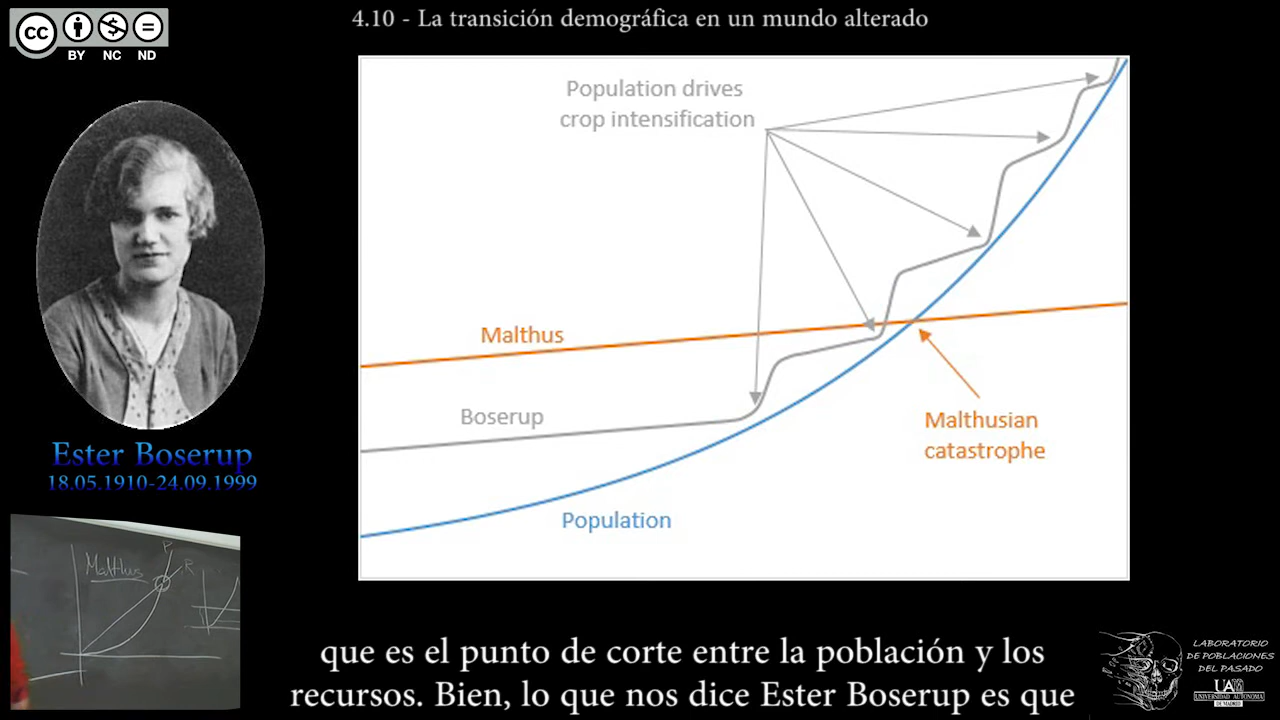 4.10 - La transición demográfica en un mundo alterado
CC
BY NC ND
Population drives
crop intensification
Malthus
Boserup
Malthusian
catastrophe
Population
Ester Boserup
18.05.1910-24.09.1999
Malthus
P
R
que es el punto de corte entre la población y los
recursos. Bien, lo que nos dice Ester Boserup es que
LABORATORIO
DE POBLACIONES
DEL PASADO
UAM
UNIVERSIDAD AUTONOMA
DE MADRID